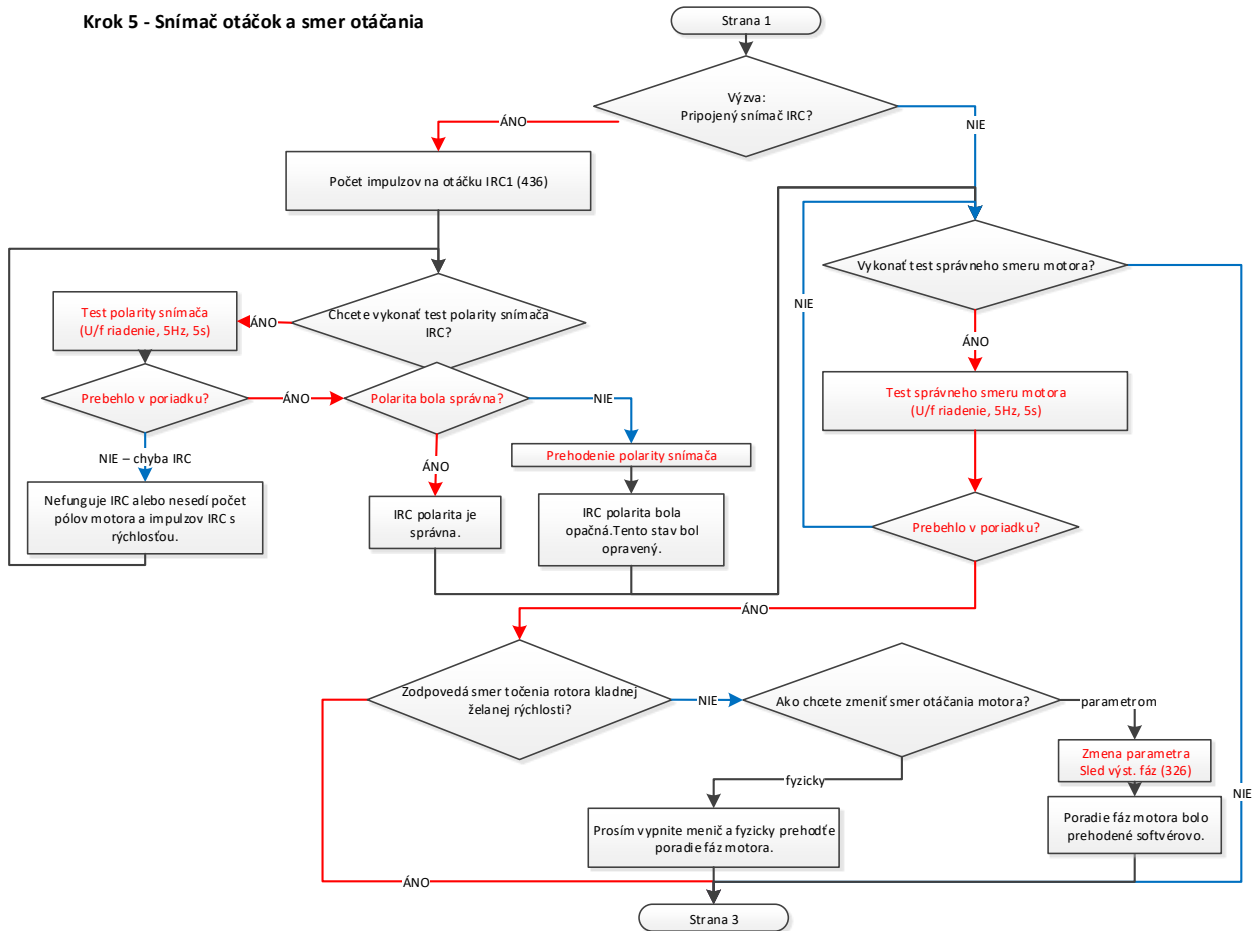 Krok 5 - Snímač otáčok a smer otáčania
Strana 1
Výzva:
Pripojený snímač IRC?
ÁNO
NIE
Počet impulzov na otáčku IRC1 (436)
Vykonať test správneho smeru motora?
NIE
Test polarity snímača
(U/f riadenie, 5Hz, 5s)
ÁNO
Chcete vykonať test polarity snímača
IRC?
ÁNO
Prebehlo v poriadku?
ÁNO
Polarita bola správna?
NIE
Test správneho smeru motora
(U/f riadenie, 5Hz, 5s)
NIE – chyba IRC
ÁNO
Prehodenie polarity snímača
Nefunguje IRC alebo nesedí počet
pólov motora a impulzov IRC s
rýchlosťou.
IRC polarita je
správna.
IRC polarita bola
opačná.Tento stav bol
opravený.
Prebehlo v poriadku?
ÁNO
Zodpovedá smer točenia rotora kladnej
želanej rýchlosti?
NIE
Ako chcete zmeniť smer otáčania motora?
parametrom
Zmena parametra
Sled výst. fáz (326)
fyzicky
NIE
Prosím vypnite menič a fyzicky prehoďte
poradie fáz motora.
Poradie fáz motora bolo
prehodené softvérovo.
ÁNO
Strana 3